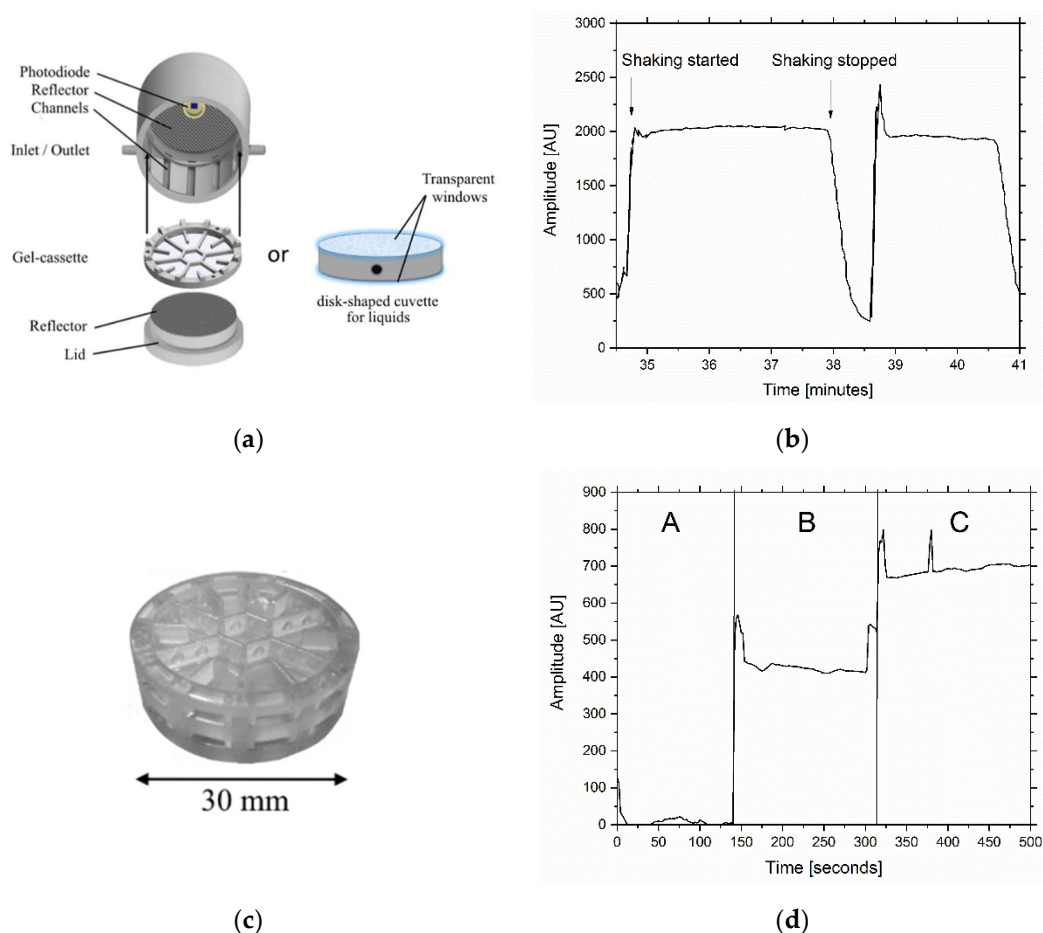 Photodiode
Reflector
Channels
Inlet / Outlet
Gel-cassette
or
Transparent
windows
disk-shaped cuvette
for liquids
Reflector
Lid
(a)
3000
2500
2000
1500
1000
500
0
Amplitude [AU]
Shaking started
Shaking stopped
35
36
37
38
39
40
41
Time [minutes]
(b)
30 mm
(c)
900
800
700
600
500
400
300
200
100
0
Amplitude [AU]
A
B
C
0
50
100
150
200
250
300
350
400
450
500
Time [seconds]
(d)